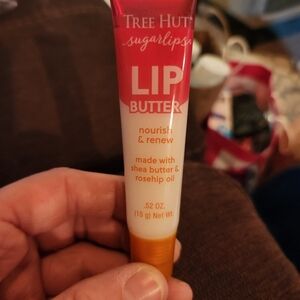 TREE HUT
sugarlips
LIP
BUTTER
nourish
& renew
made with
shea butter &
rosehip oil
.52 OZ.
(15 g) Net Wt.